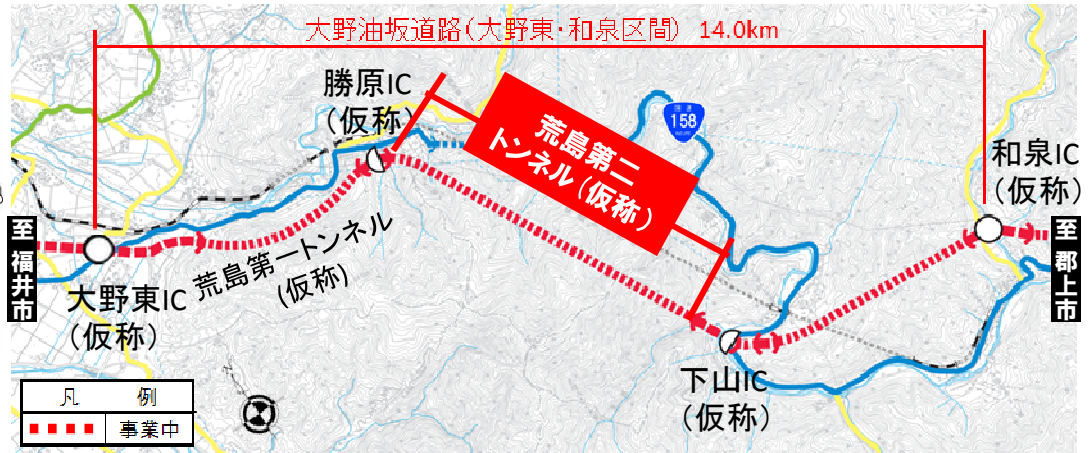 大野油坂道路(大野東・和泉区間) 14.0km
勝原IC
(仮称)
荒島第二
トンネル(仮称)
158
和泉IC
(仮称)
至 福井市
至 郡上市
荒島第一トンネル
(仮称)
大野東IC
(仮称)
下山IC
(仮称)
凡 例
事業中